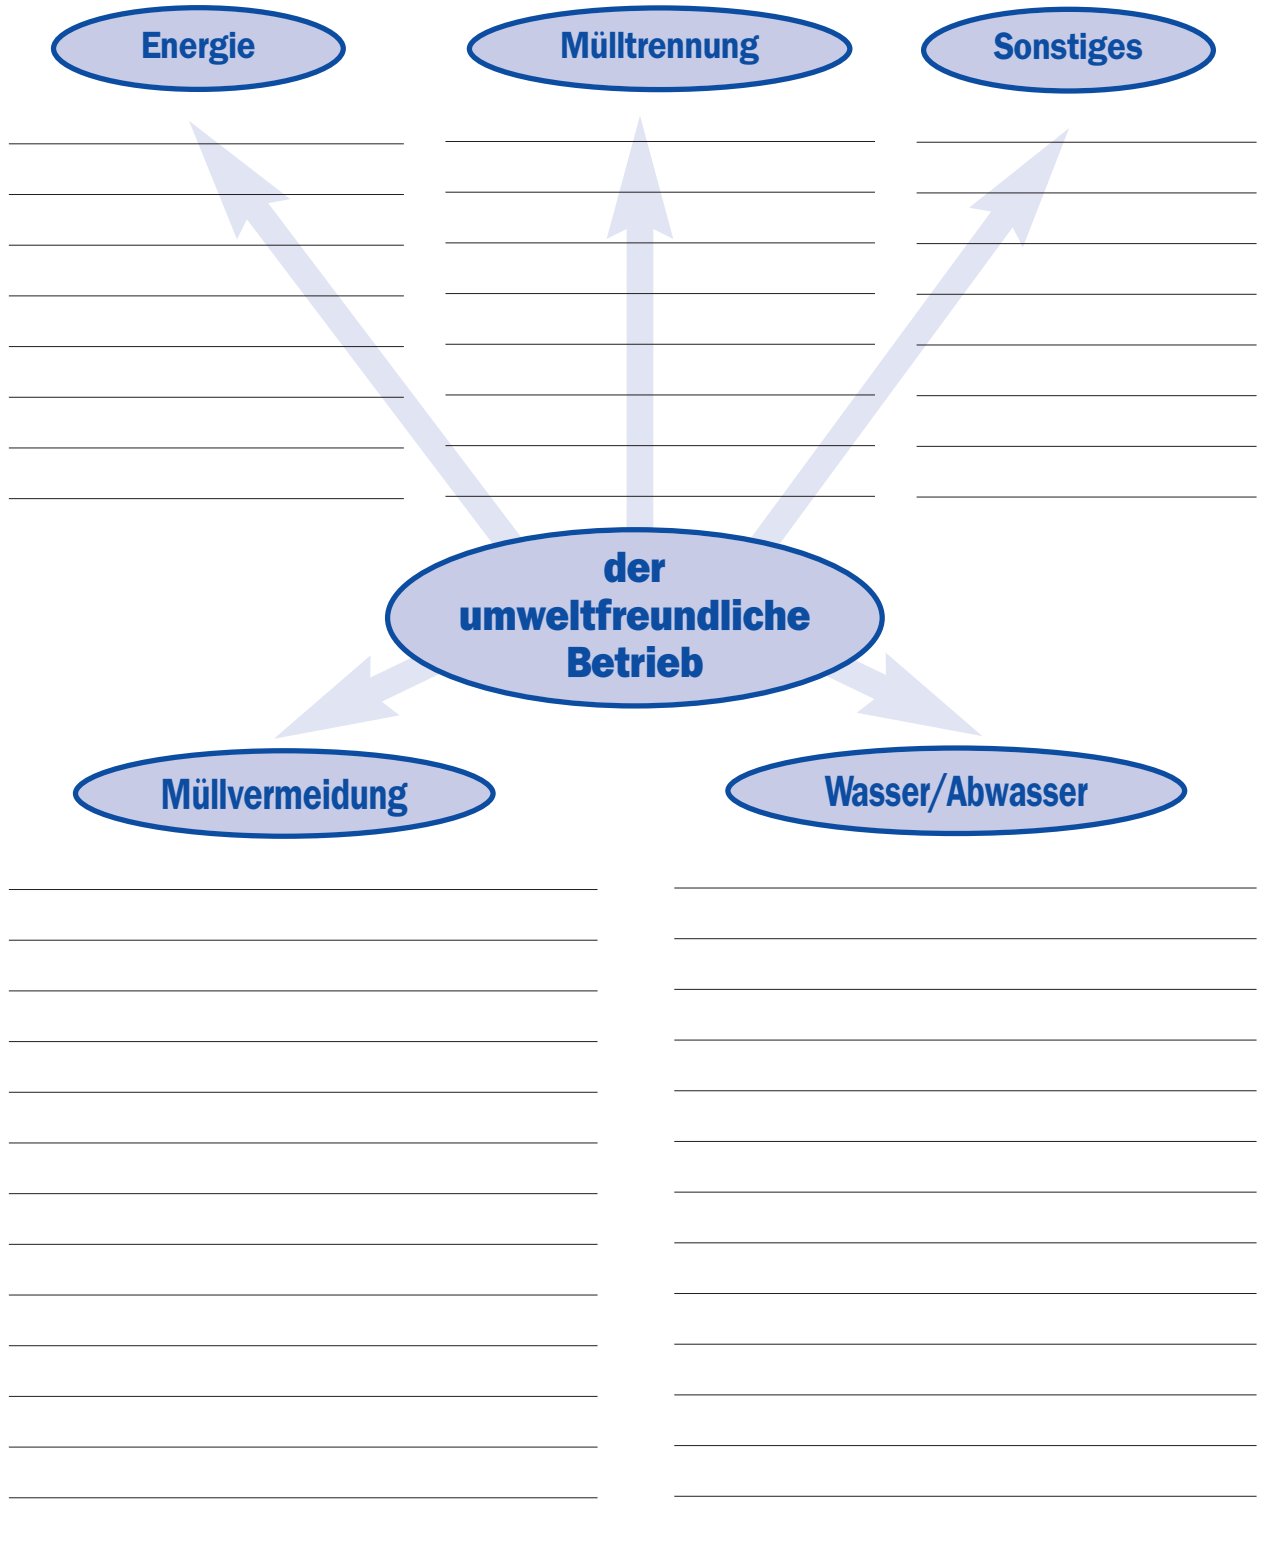 Energie
Mülltrennung
Sonstiges
der
umweltfreundliche
Betrieb
Müllvermeidung
Wasser/Abwasser